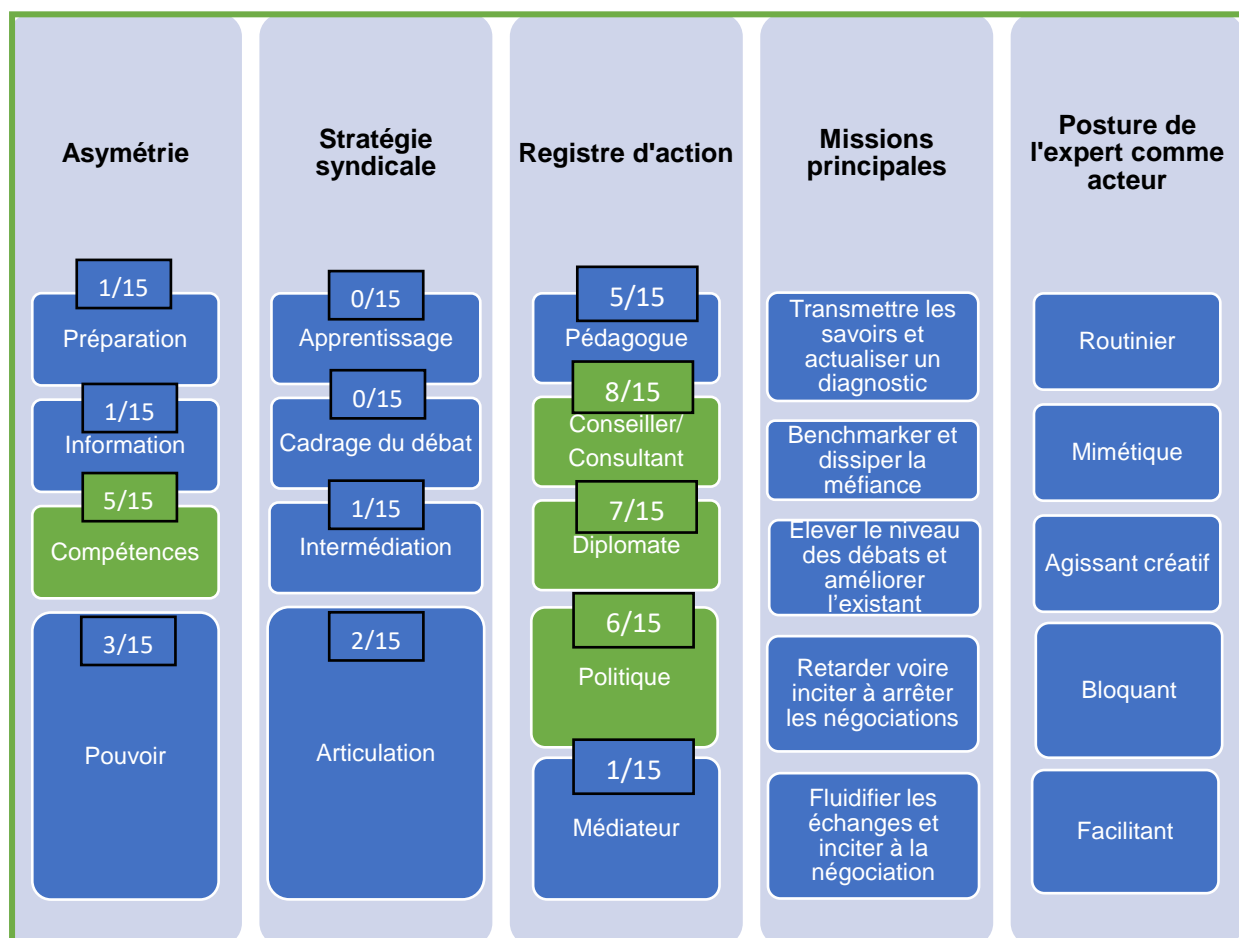 Asymétrie
1/15
Préparation
1/15
Information
5/15
Compétences
3/15
Pouvoir
Stratégie
syndicale
0/15
Apprentissage
0/15
Cadrage du débat
1/15
Intermédiation
2/15
Articulation
Registre d'action
5/15
Pédagogue
8/15
Conseiller/
Consultant
7/15
Diplomate
6/15
Politique
1/15
Médiateur
Missions
principales
Transmettre les
savoirs et
actualiser un
diagnostic
Benchmarker et
dissiper la
méfiance
Elever le niveau
des débats et
améliorer
l’existant
Retarder voire
inciter à arrêter
les négociations
Fluidifier les
échanges et
inciter à la
négociation
Posture de
l'expert comme
acteur
Routinier
Mimétique
Agissant créatif
Bloquant
Facilitant